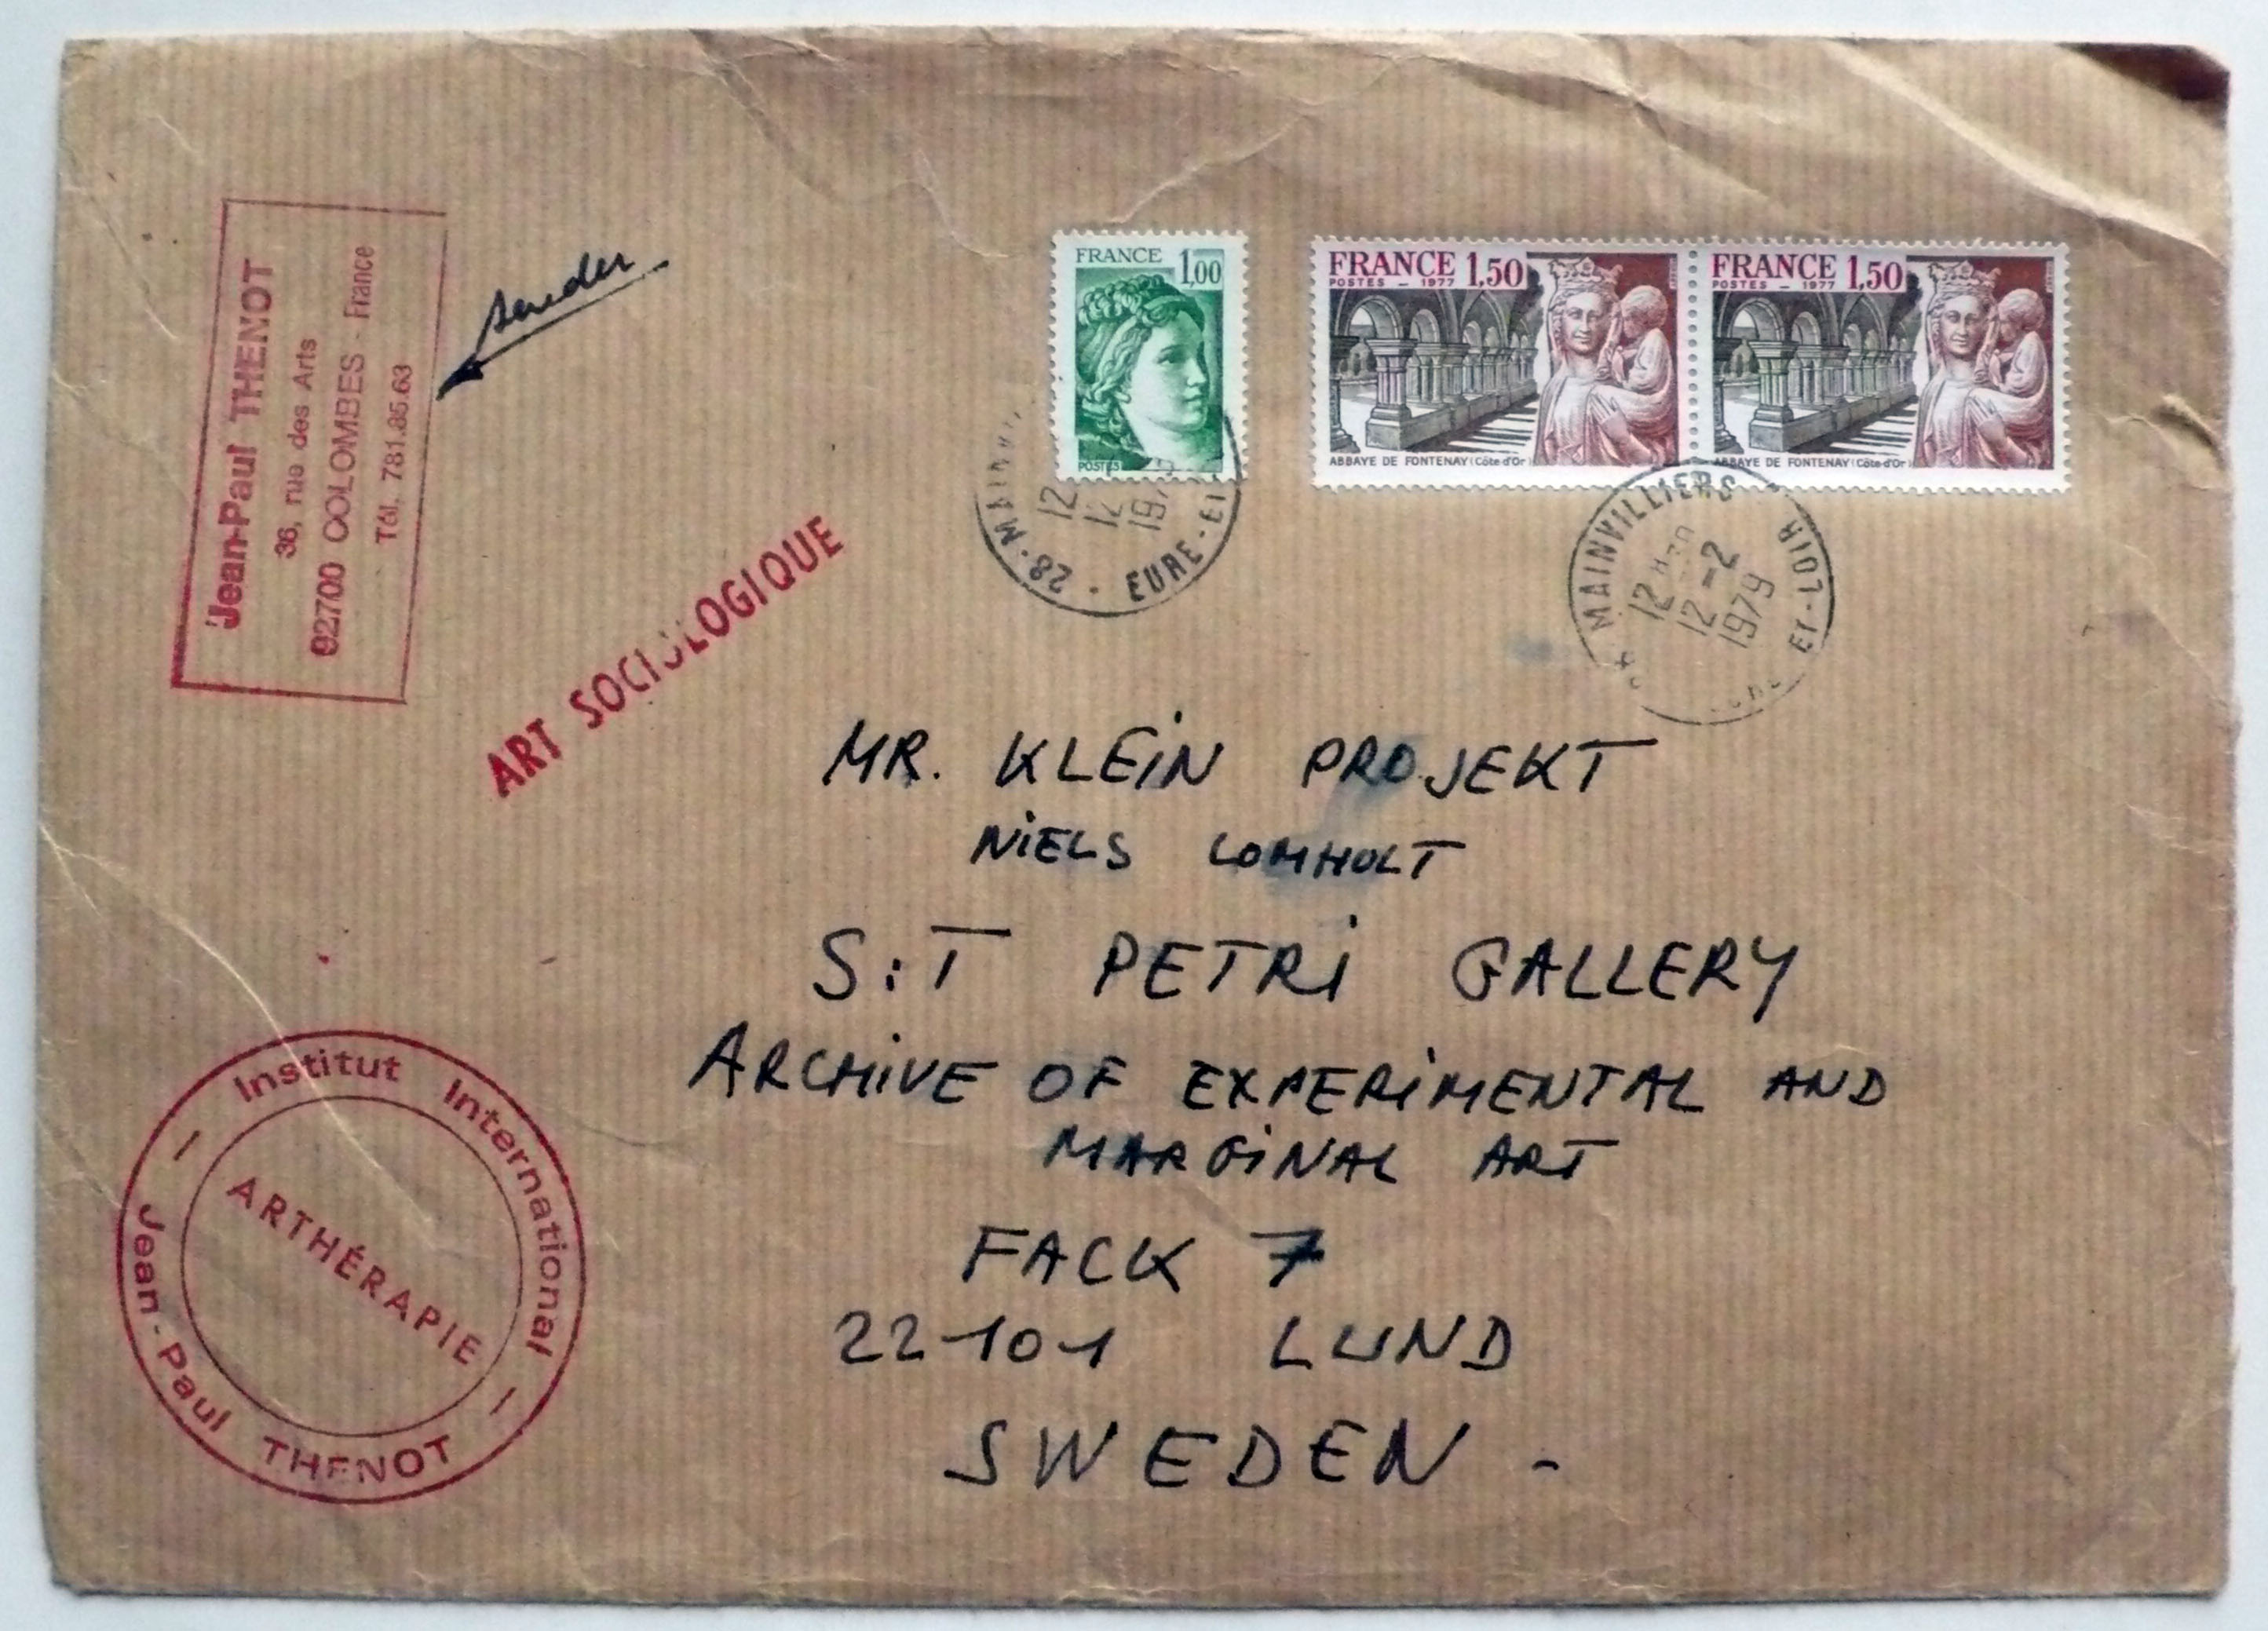 Jean-Paul THENOT
36, rue des Arts
92700 COLOMBES - France
Tél. 781.85.63
sender
ART SOCIOLOGIQUE
FRANCE 1,00
POSTES
FRANCE 1,50
POSTES - 1977
ABBAYE DE FONTENAY (Côte-d'Or)
FRANCE 1,50
POSTES - 1977
ABBAYE DE FONTENAY (Côte-d'Or)
28
EURE-
12
12
MAINVILLIERS
ET-LOIR
12 H 30
12 -2
1979
MR. KLEIN PROJEKT
NIELS LOMHOLT
S:T PETRI GALLERY
ARCHIVE OF EXPERIMENTAL AND
MARGINAL ART
FACK 7
22101 LUND
SWEDEN -
Institut International
ARTHÉRAPIE
Jean-Paul THENOT